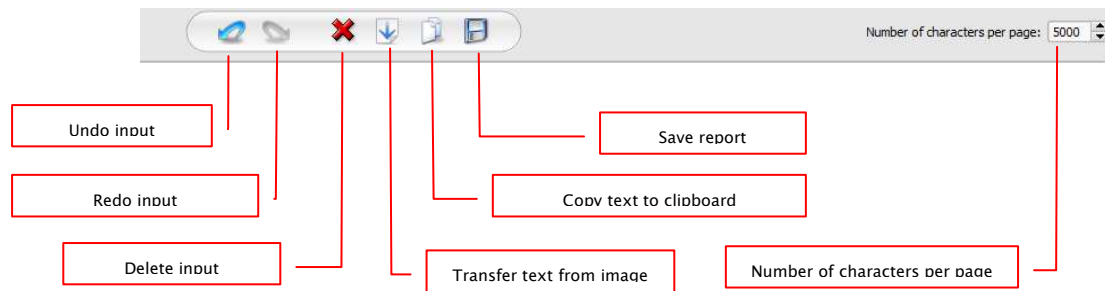 Number of characters per page: 5000
Undo input
Save report
Redo input
Copy text to clipboard
Delete input
Transfer text from image
Number of characters per page